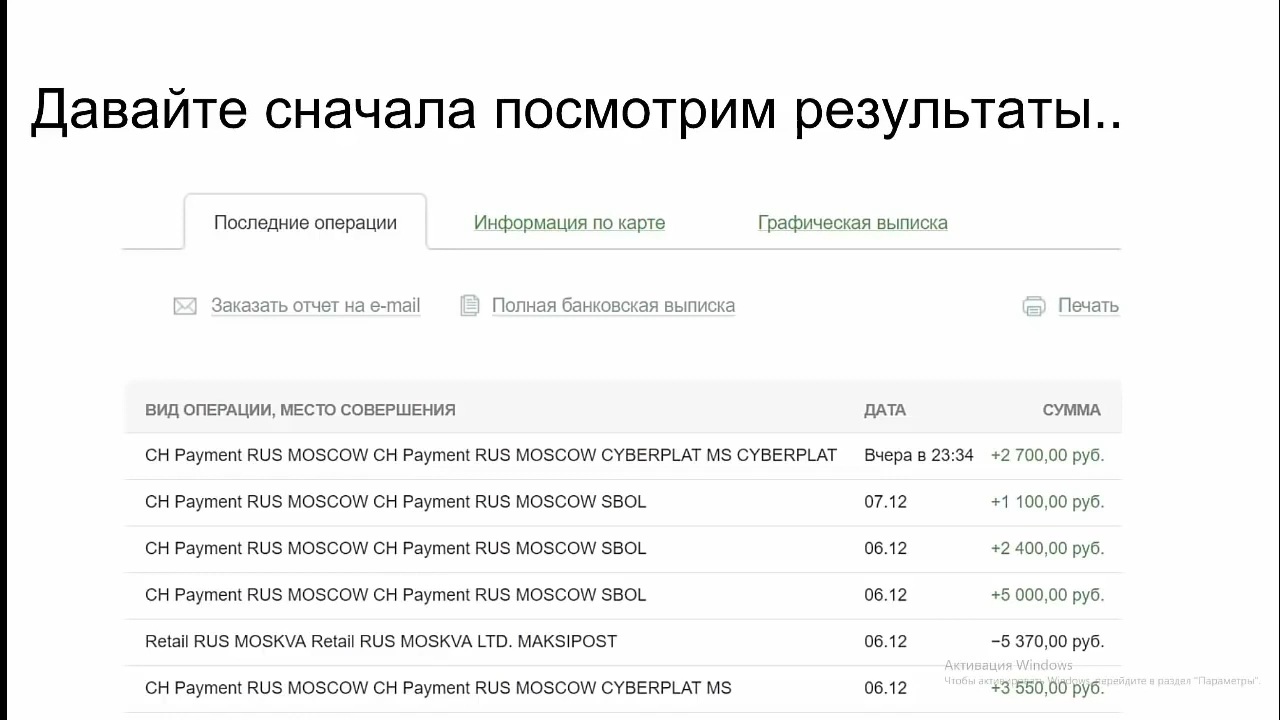 Давайте сначала посмотрим результаты..
Последние операции Информация по карте Графическая выписка
Заказать отчет на e-mail Полная банковская выписка Печать
ВИД ОПЕРАЦИИ, МЕСТО СОВЕРШЕНИЯ ДАТА СУММА
CH Payment RUS MOSCOW CH Payment RUS MOSCOW CYBERPLAT MS CYBERPLAT Вчера в 23:34 +2 700,00 руб.
CH Payment RUS MOSCOW CH Payment RUS MOSCOW SBOL 07.12 +1 100,00 руб.
CH Payment RUS MOSCOW CH Payment RUS MOSCOW SBOL 06.12 +2 400,00 руб.
CH Payment RUS MOSCOW CH Payment RUS MOSCOW SBOL 06.12 +5 000,00 руб.
Retail RUS MOSKVA Retail RUS MOSKVA LTD. MAKSIPOST 06.12 −5 370,00 руб.
Активация Windows
Чтобы активировать Windows, перейдите в раздел "Параметры".
CH Payment RUS MOSCOW CH Payment RUS MOSCOW CYBERPLAT MS 06.12 +3 550,00 руб.